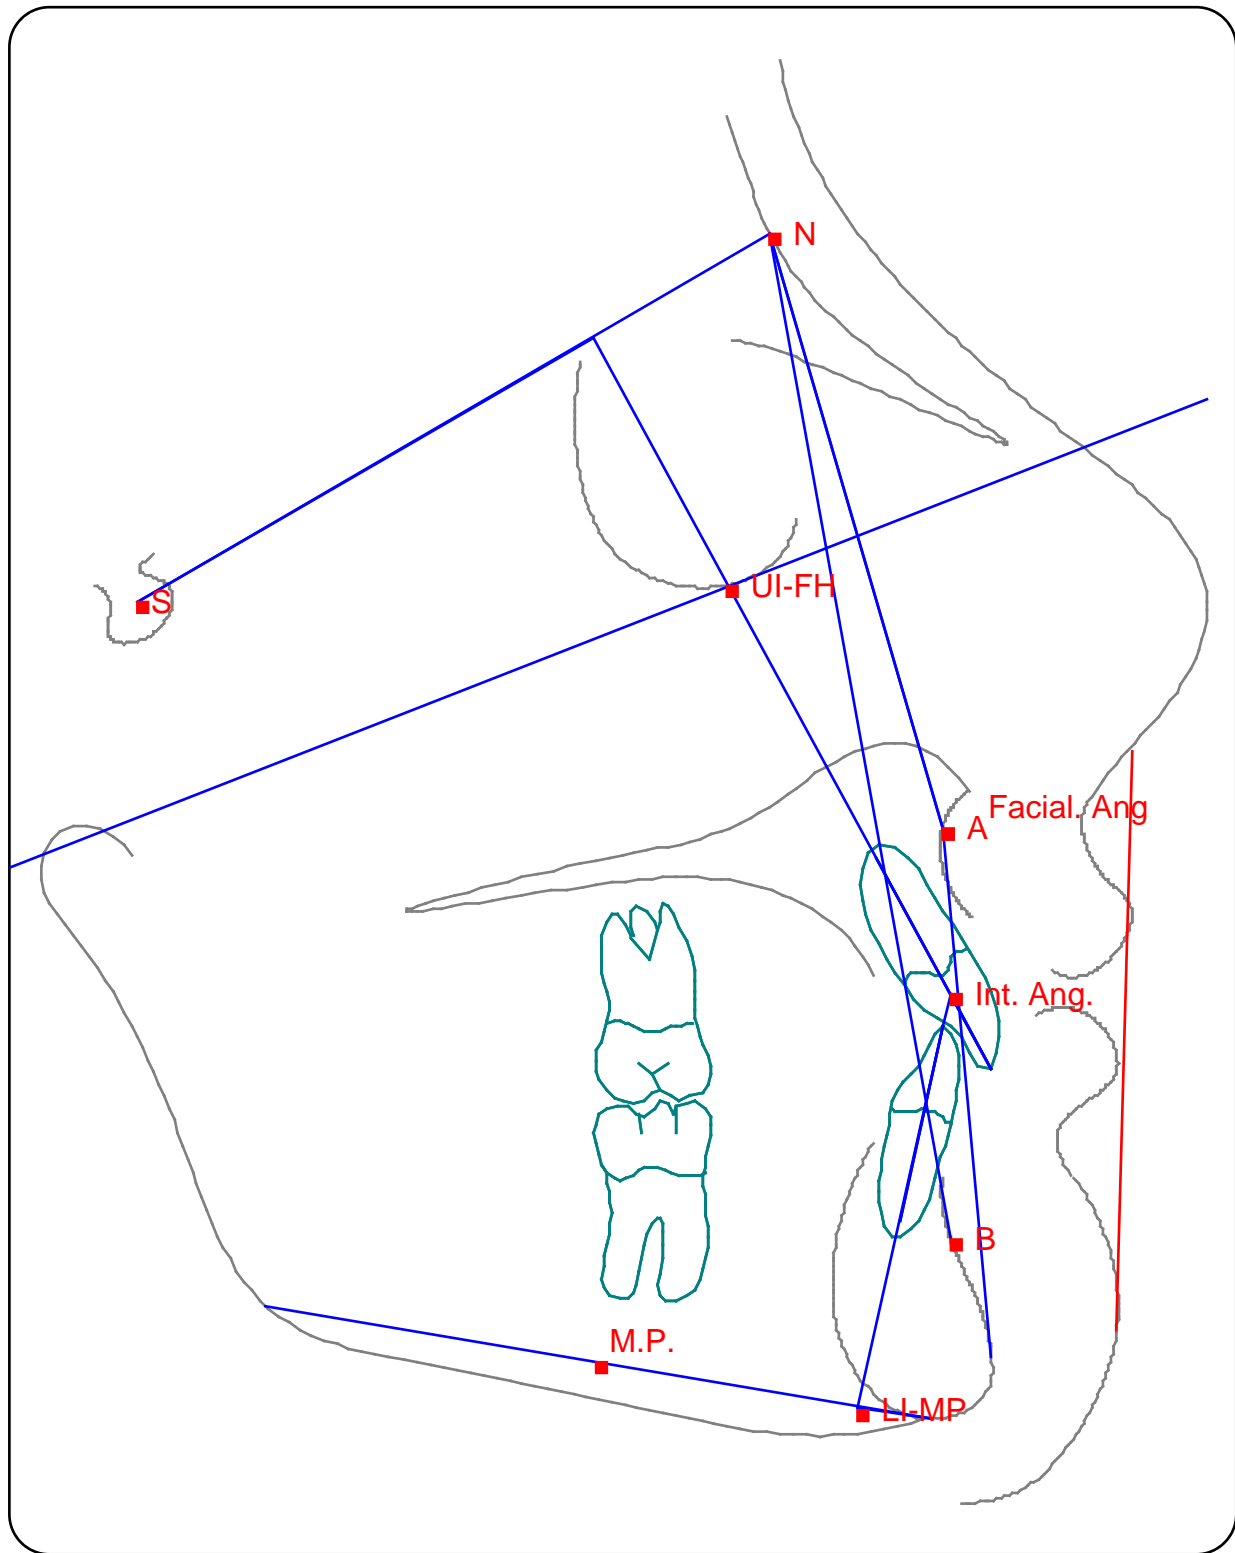 N
UI-FH
S
Facial. Ang
A
Int. Ang.
B
M.P.
LI-MP